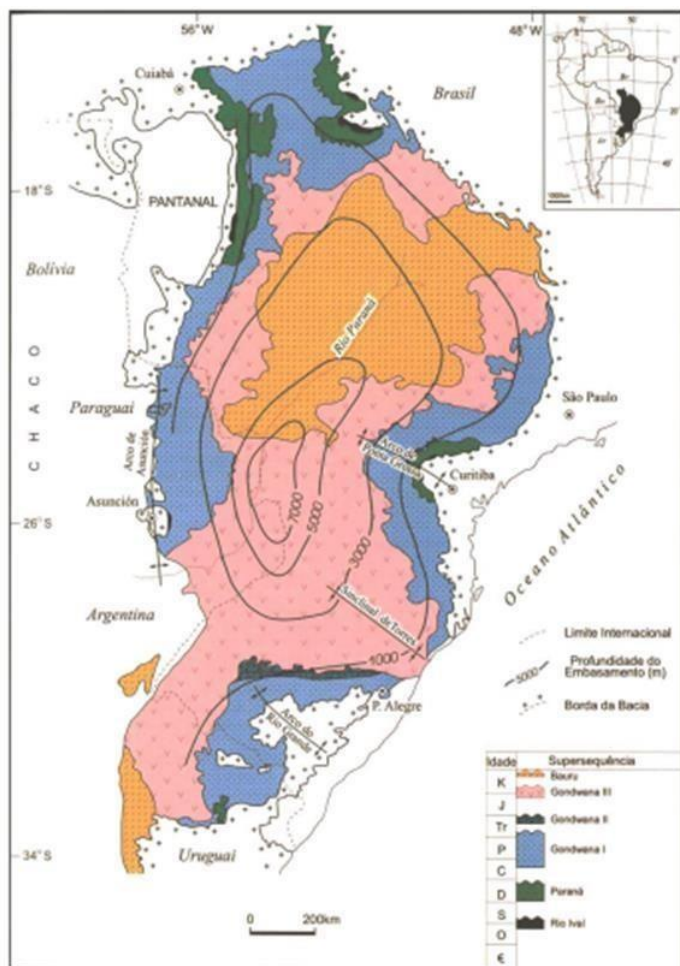 56°W
48°W
Cuiabá
Brasil
18°S
PANTANAL
Bolívia
Rio Paraná
CHACO
Paraguai
Arco de
Asunción
Asunción
São Paulo
Arco de
Ponta Grossa
Curitiba
26°S
7000
5000
3000
Oceano Atlântico
Argentina
Sinclinal de Torres
1000
P. Alegre
Arco do
Rio Grande
Uruguai
34°S
0 200km
Limite Internacional
5000
Profundidade do
Embasamento (m)
Borda da Bacia
Idade Supersequência
K Bauru
J Gondwana III
Tr Gondwana II
P Gondwana I
C
D Paraná
S
O Rio Ivaí
€